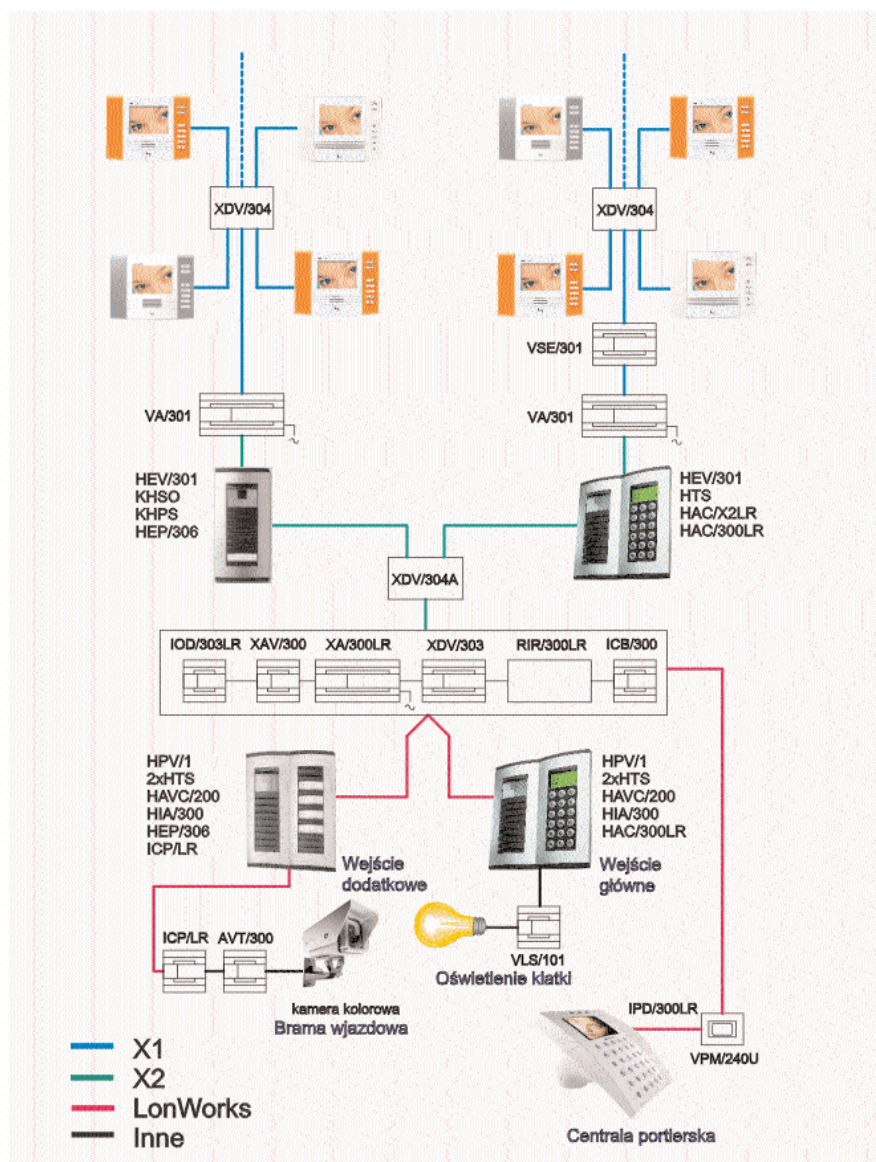 XDV/304
XDV/304
VSE/301
VA/301
VA/301
HEV/301
KHSO
KHPS
HEP/306
HEV/301
HTS
HAC/X2LR
HAC/300LR
XDV/304A
IOD/303LR
XAV/300
XA/300LR
XDV/303
RIR/300LR
ICB/300
HPV/1
2xHTS
HAVC/200
HIA/300
HEP/306
ICP/LR
Wejście
dodatkowe
HPV/1
2xHTS
HAVC/200
HIA/300
HAC/300LR
Wejście
główne
ICP/LR
AVT/300
VLS/101
Oświetlenie klatki
kamera kolorowa
Brama wjazdowa
IPD/300LR
VPM/240U
Centrala portierska
X1
X2
LonWorks
Inne